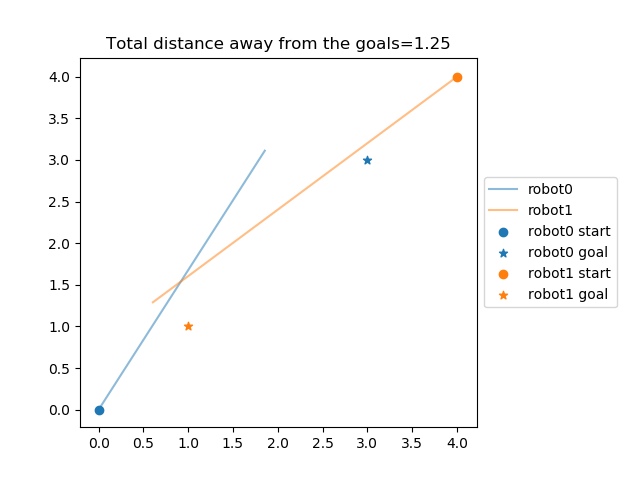 Total distance away from the goals=1.25
4.0
3.5
3.0
2.5
2.0
1.5
1.0
0.5
0.0
0.0 0.5 1.0 1.5 2.0 2.5 3.0 3.5 4.0
robot0
robot1
robot0 start
robot0 goal
robot1 start
robot1 goal